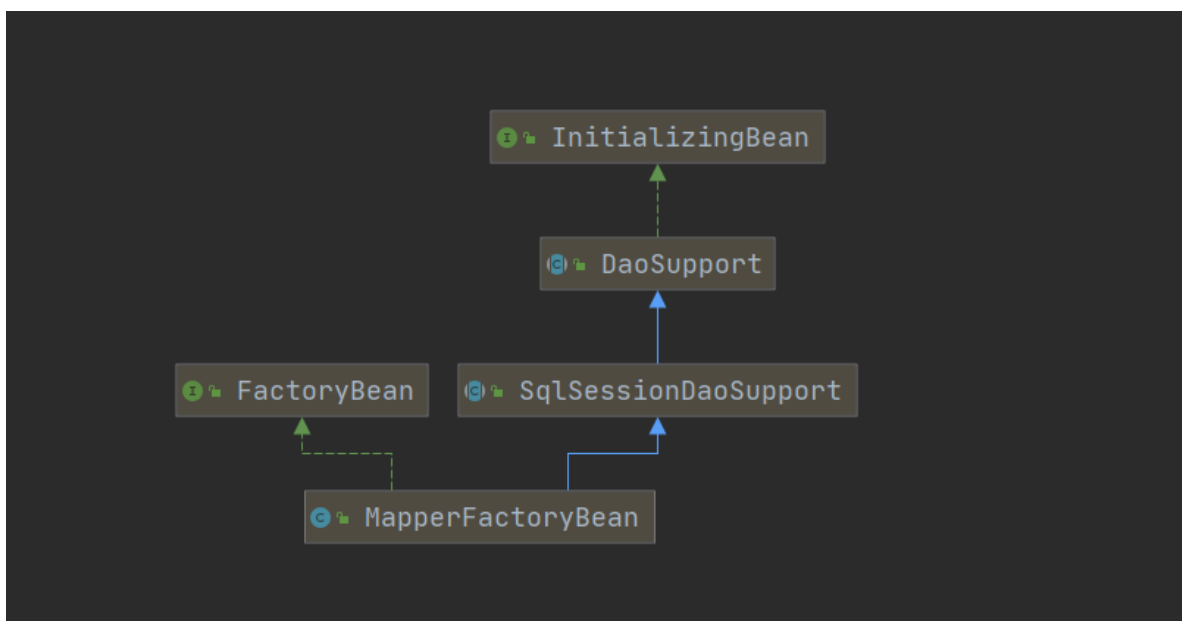 InitializingBean
DaoSupport
FactoryBean
SqlSessionDaoSupport
MapperFactoryBean